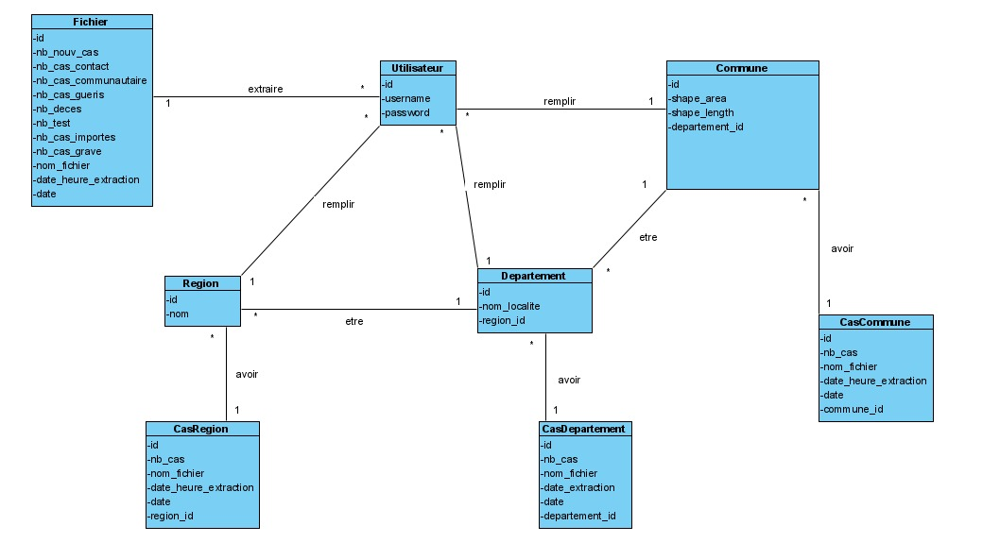 Fichier
-id
-nb_nouv_cas
-nb_cas_contact
-nb_cas_communautaire
-nb_cas_gueris
-nb_deces
-nb_test
-nb_cas_importes
-nb_cas_grave
-nom_fichier
-date_heure_extraction
-date
1
extraire
*
Utilisateur
-id
-username
-password
*
remplir
1
Commune
-id
-shape_area
-shape_length
-departement_id
*
remplir
1
*
remplir
1
1
etre
*
*
avoir
1
Region
-id
-nom
*
etre
1
Departement
-id
-nom_localite
-region_id
CasCommune
-id
-nb_cas
-nom_fichier
-date_heure_extraction
-date
-commune_id
*
avoir
1
*
avoir
1
CasRegion
-id
-nb_cas
-nom_fichier
-date_heure_extraction
-date
-region_id
CasDepartement
-id
-nb_cas
-nom_fichier
-date_extraction
-date
-departement_id